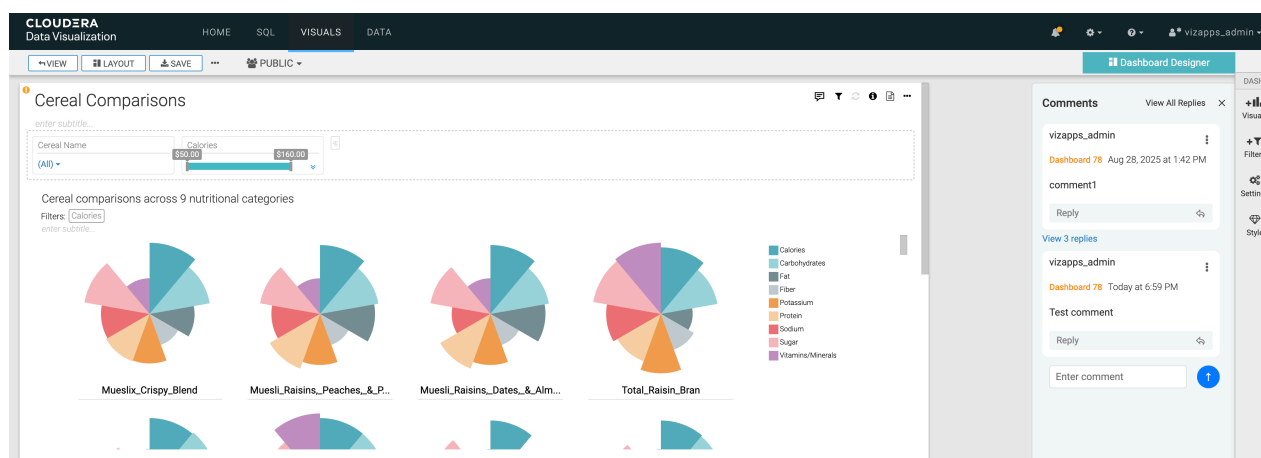 CLOUDERA
Data Visualization
HOME SQL VISUALS DATA
vizapps_admin
VIEW LAYOUT SAVE PUBLIC
Dashboard Designer
Cereal Comparisons
enter subtitle...
Cereal Name
(All)
Calories
$50.00 $160.00
Cereal comparisons across 9 nutritional categories
Filters: Calories
enter subtitle...
Calories
Carbohydrates
Fat
Fiber
Potassium
Protein
Sodium
Sugar
Vitamins/Minerals
Mueslix_Crispy_Blend
Muesli_Raisins,_Peaches,_&_P...
Muesli_Raisins,_Dates,_&_Alm...
Total_Raisin_Bran
Comments View All Replies
vizapps_admin
Dashboard 78 Aug 28, 2025 at 1:42 PM
comment1
Reply
View 3 replies
vizapps_admin
Dashboard 78 Today at 6:59 PM
Test comment
Reply
Enter comment